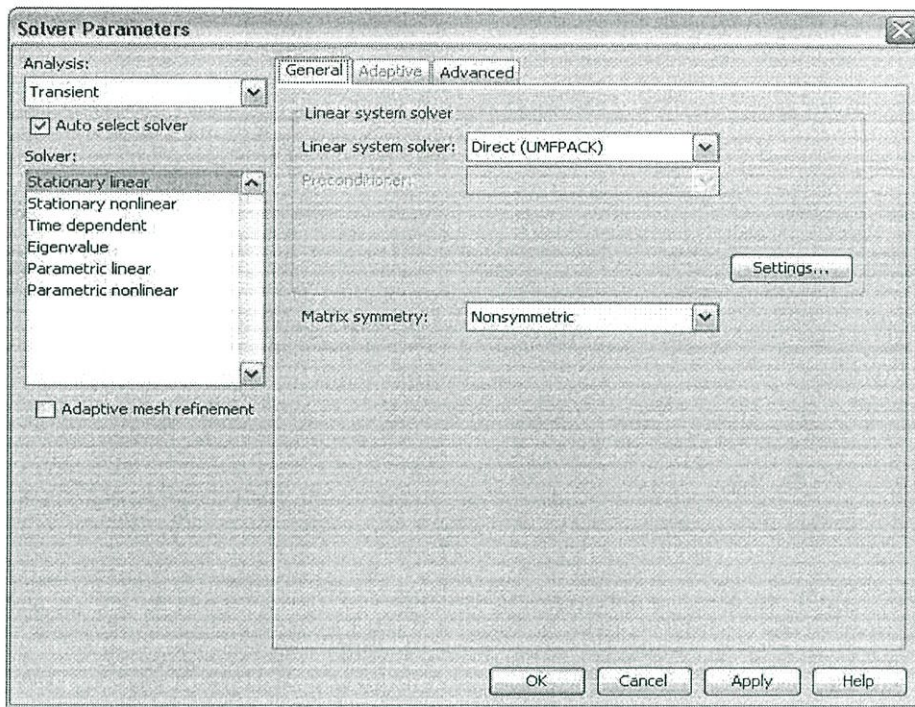 Solver Parameters
Analysis:
Transient
Auto select solver
Solver:
Stationary linear
Stationary nonlinear
Time dependent
Eigenvalue
Parametric linear
Parametric nonlinear
Adaptive mesh refinement
General Adaptive Advanced
Linear system solver
Linear system solver: Direct (UMFPACK)
Preconditioner:
Settings...
Matrix symmetry: Nonsymmetric
OK Cancel Apply Help